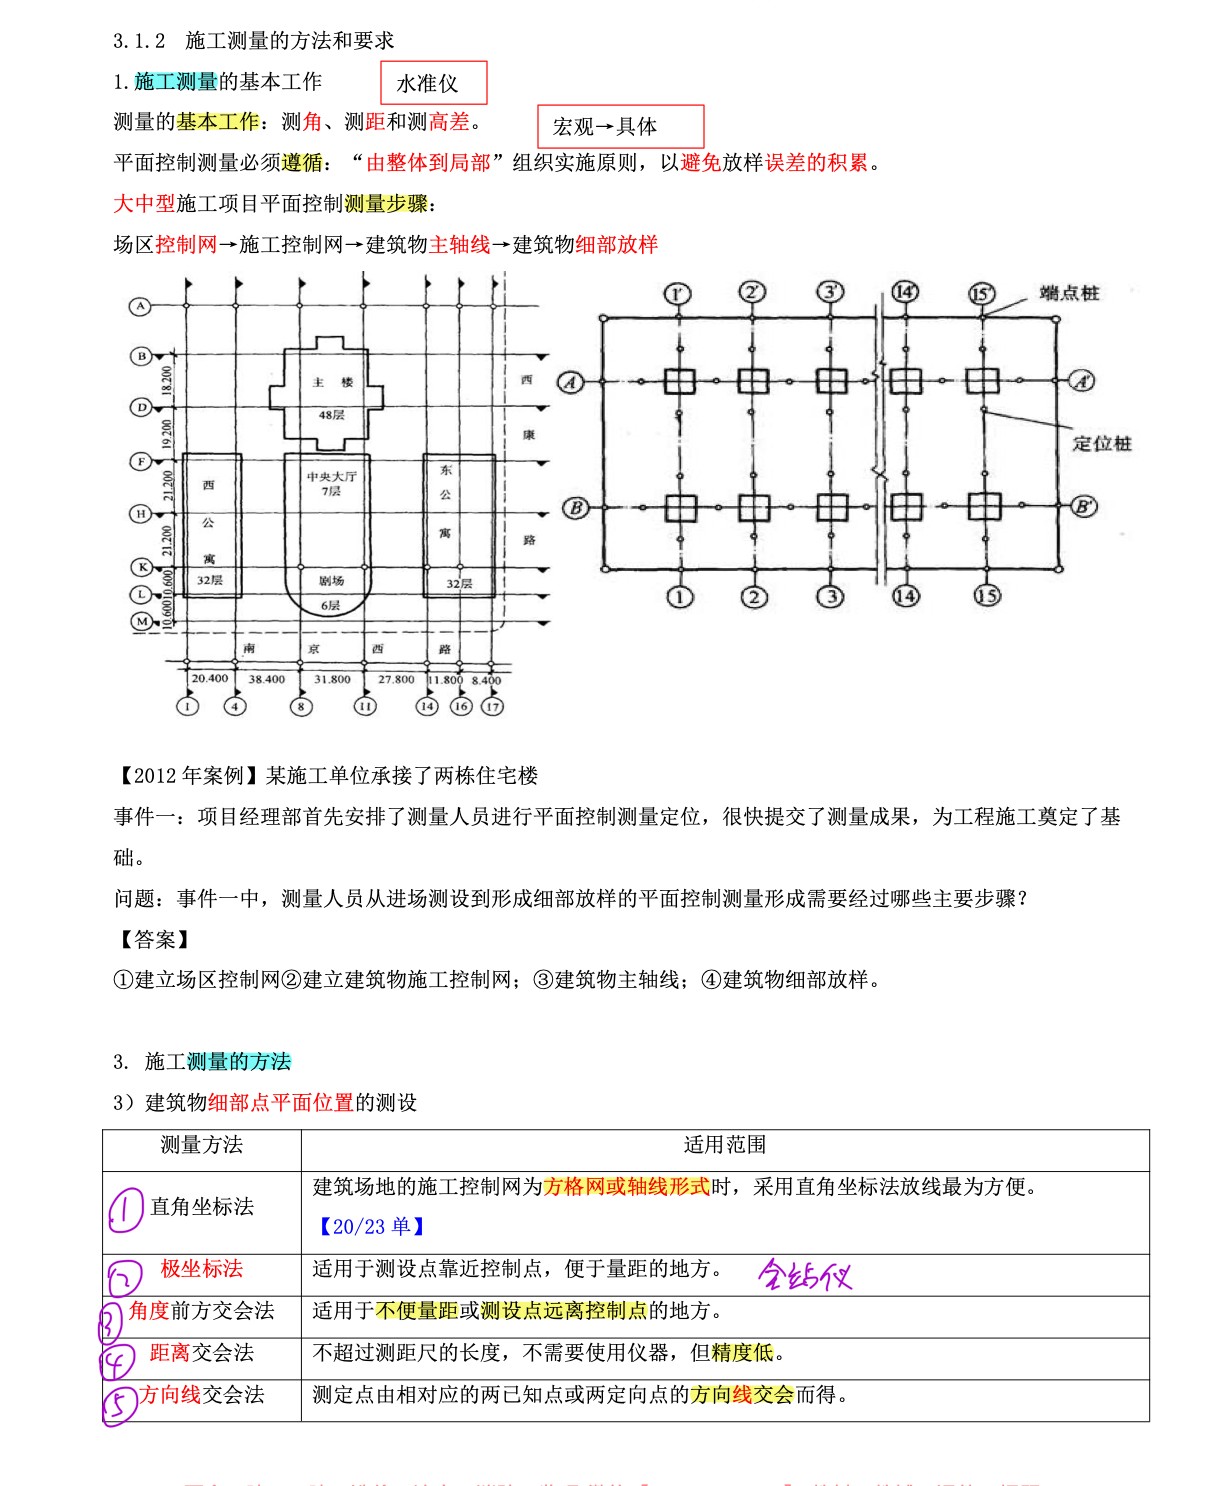 3.1.2 施工测量的方法和要求
1.施工测量的基本工作
水准仪
测量的基本工作：测角、测距和测高差。
宏观→具体
平面控制测量必须遵循：“由整体到局部”组织实施原则，以避免放样误差的积累。
大中型施工项目平面控制测量步骤：
场区控制网→施工控制网→建筑物主轴线→建筑物细部放样
A
B
D
F
H
K
L
M
18.200
19.200
21.200
21.200
10.600
10.600
主 楼
48层
中央大厅
7层
剧场
6层
西公寓
32层
东公寓
32层
西康路
南京西路
20.400 38.400 31.800 27.800 11.800 8.400
1 4 8 11 14 16 17
1' 2' 3' 14' 15'
端点桩
A A'
定位桩
B B'
1 2 3 14 15
【2012 年案例】某施工单位承接了两栋住宅楼
事件一：项目经理部首先安排了测量人员进行平面控制测量定位，很快提交了测量成果，为工程施工奠定了基
础。
问题：事件一中，测量人员从进场测设到形成细部放样的平面控制测量形成需要经过哪些主要步骤？
【答案】
①建立场区控制网②建立建筑物施工控制网；③建筑物主轴线；④建筑物细部放样。
3. 施工测量的方法
3）建筑物细部点平面位置的测设
测量方法 适用范围
① 直角坐标法 建筑场地的施工控制网为方格网或轴线形式时，采用直角坐标法放线最为方便。
【20/23 单】
② 极坐标法 适用于测设点靠近控制点，便于量距的地方。 全站仪
③ 角度前方交会法 适用于不便量距或测设点远离控制点的地方。
④ 距离交会法 不超过测距尺的长度，不需要使用仪器，但精度低。
⑤ 方向线交会法 测定点由相对应的两已知点或两定向点的方向线交会而得。